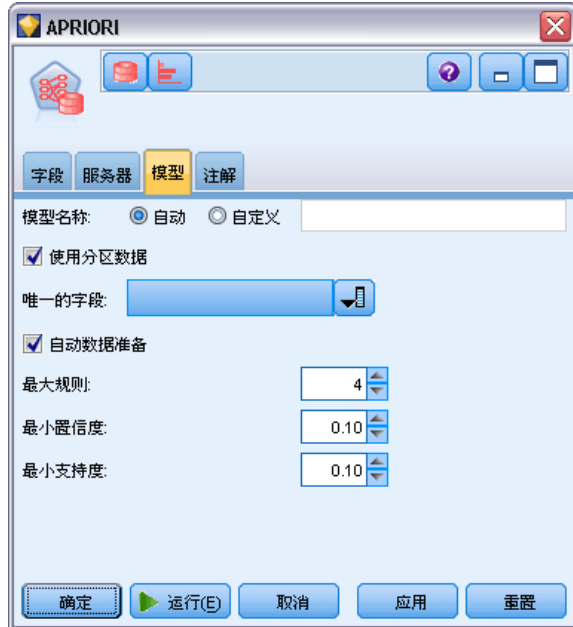 APRIORI
字段 服务器 模型 注解
模型名称: 自动 自定义
使用分区数据
唯一的字段:
自动数据准备
最大规则: 4
最小置信度: 0.10
最小支持度: 0.10
确定 运行(E) 取消 应用 重置